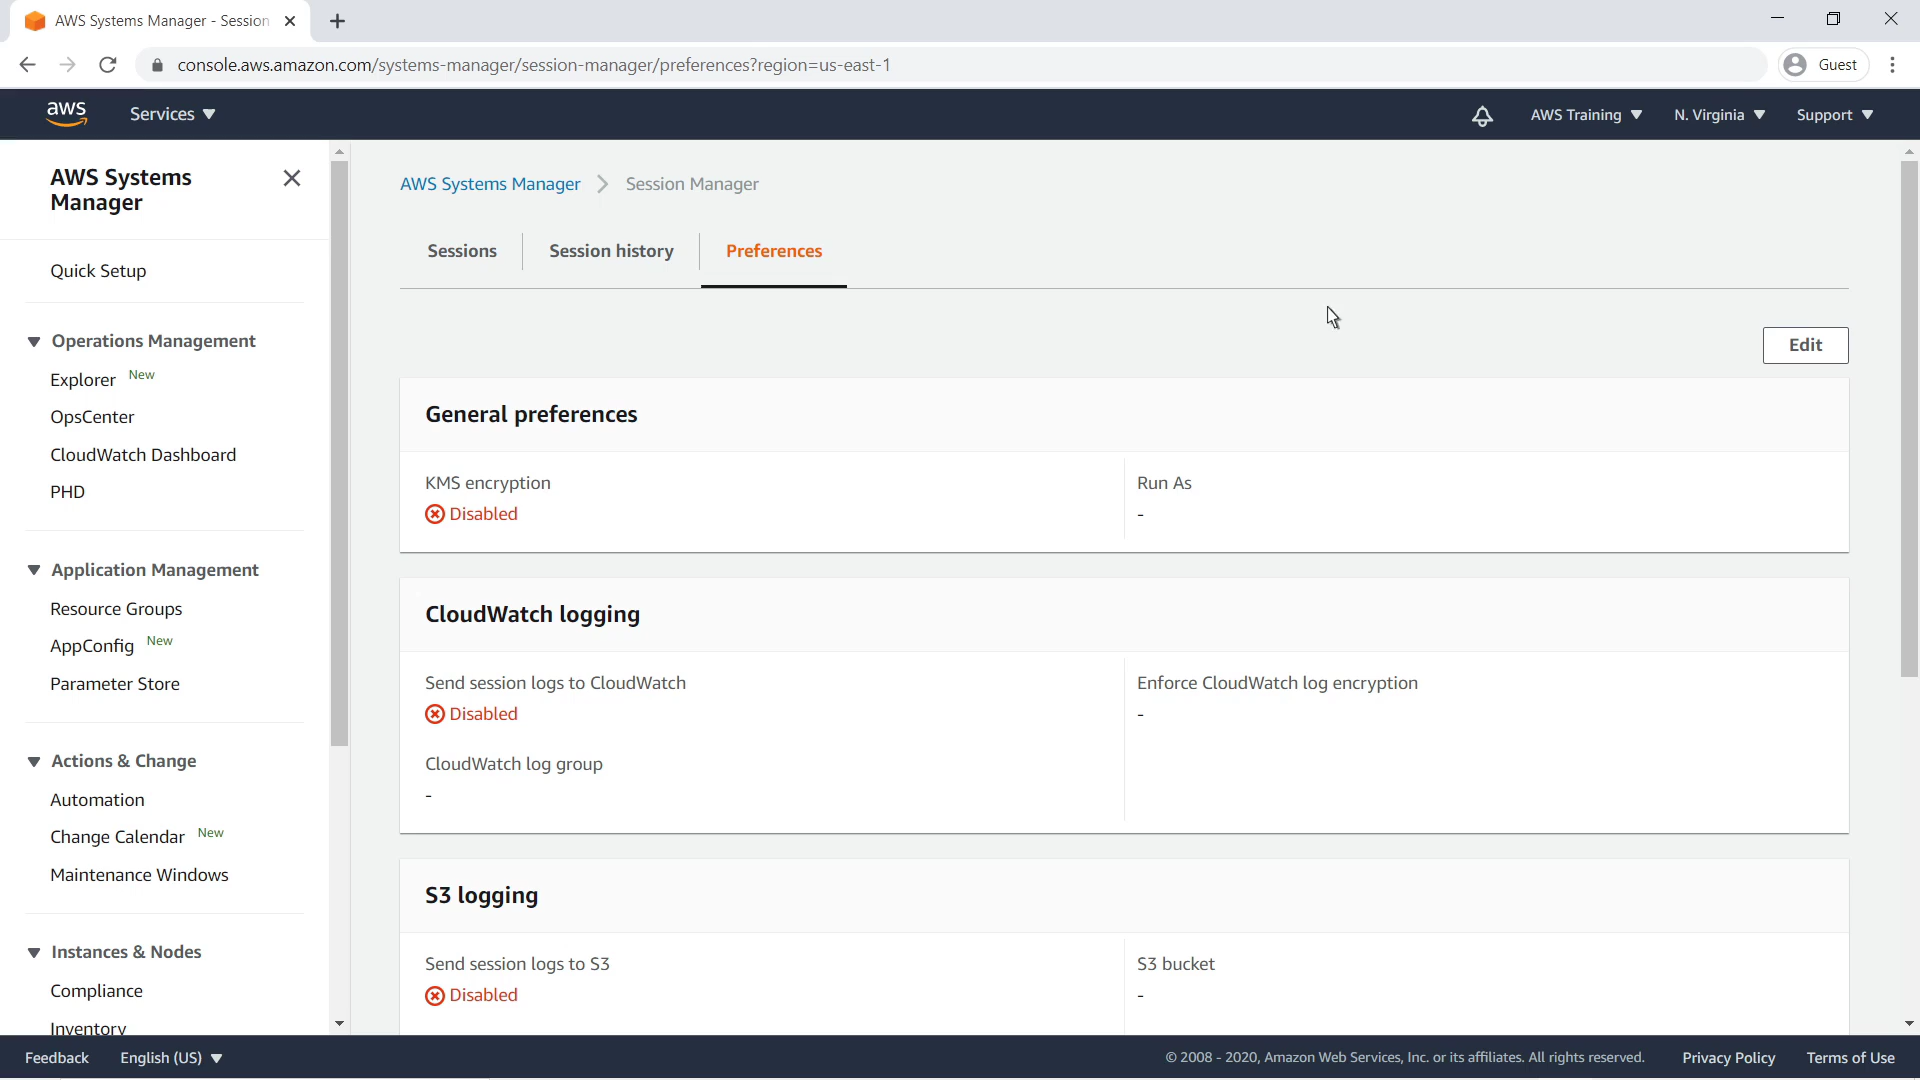 AWS Systems Manager - Session
console.aws.amazon.com/systems-manager/session-manager/preferences?region=us-east-1
Guest
aws
Services
AWS Training
N. Virginia
Support
AWS Systems
Manager
Quick Setup
Operations Management
Explorer New
OpsCenter
CloudWatch Dashboard
PHD
Application Management
Resource Groups
AppConfig New
Parameter Store
Actions & Change
Automation
Change Calendar New
Maintenance Windows
Instances & Nodes
Compliance
Inventory
AWS Systems Manager
Session Manager
Sessions
Session history
Preferences
Edit
General preferences
KMS encryption
Disabled
Run As
-
CloudWatch logging
Send session logs to CloudWatch
Disabled
Enforce CloudWatch log encryption
-
CloudWatch log group
-
S3 logging
Send session logs to S3
Disabled
S3 bucket
-
Feedback
English (US)
© 2008 - 2020, Amazon Web Services, Inc. or its affiliates. All rights reserved.
Privacy Policy
Terms of Use